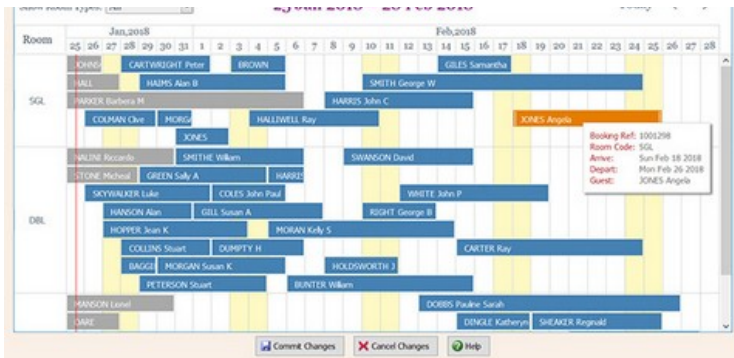 Show Room Types: All 25 Jan 2018 - 28 Feb 2018 Today
Room Jan,2018 Feb,2018
25 26 27 28 29 30 31 1 2 3 4 5 6 7 8 9 10 11 12 13 14 15 16 17 18 19 20 21 22 23 24 25 26 27 28
JOHNS CARTWRIGHT Peter BROWN GILES Samantha
HALL HAIMS Alan B SMITH George W
SGL PARKER Barbera M HARRIS John C
COLMAN Clive MORGA HALLIWELL Ray JONES Angela
JONES
Booking Ref: 1001298
Room Code: SGL
Arrive: Sun Feb 18 2018
Depart: Mon Feb 26 2018
Guest: JONES Angela
NALINI Riccardo SMITHE William SWANSON David
STONE Micheal GREEN Sally A HARRIS
SKYWALKER Luke COLES John Paul WHITE John P
DBL HANSON Alan GILL Susan A RIGHT George B
HOPPER Jean K MORAN Kelly S
COLLINS Stuart DUMPTY H CARTER Ray
BAGGI MORGAN Susan K HOLDSWORTH J
PETERSON Stuart BUNTER William
MANSON Lionel DOBBS Pauline Sarah
OARE DINGLE Katheryn SHEAKER Reginald
Commit Changes Cancel Changes Help